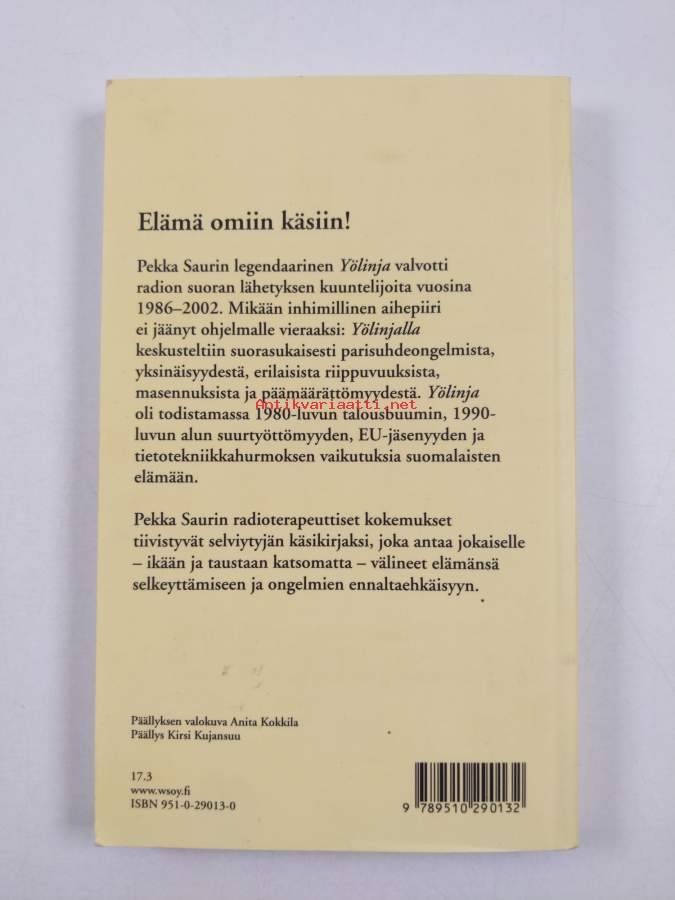 Elämä omiin käsiin!
Pekka Saurin legendaarinen Yölinja valvotti
radion suoran lähetyksen kuuntelijoita vuosina
1986–2002. Mikään inhimillinen aihepiiri
ei jäänyt ohjelmalle vieraaksi: Yölinjalla
keskusteltiin suorasukaisesti parisuhdeongelmista,
yksinäisyydestä, erilaisista riippuvuuksista,
masennuksista ja päämäärättömyydestä. Yölinja
Antikvariaatti.net
oli todistamassa 1980-luvun talousbuumin, 1990-
luvun alun suurtyöttömyyden, EU-jäsenyyden ja
tietotekniikkahurmoksen vaikutuksia suomalaisten
elämään.
Pekka Saurin radioterapeuttiset kokemukset
tiivistyvät selviytyjän käsikirjaksi, joka antaa jokaiselle
– ikään ja taustaan katsomatta – välineet elämänsä
selkeyttämiseen ja ongelmien ennaltaehkäisyyn.
Päällyksen valokuva Anita Kokkila
Päällys Kirsi Kujansuu
17.3
www.wsoy.fi
ISBN 951-0-29013-0
9 789510 290132